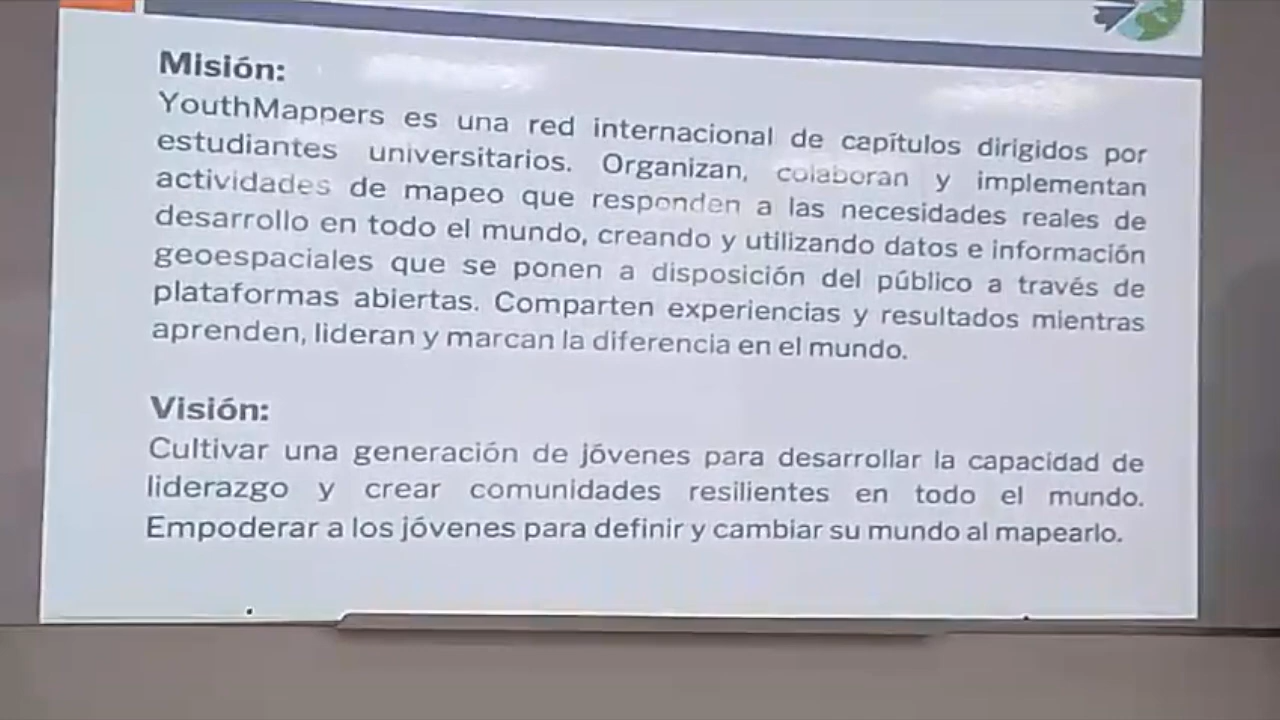 Misión:
YouthMappers es una red internacional de capítulos dirigidos por
estudiantes universitarios. Organizan, colaboran y implementan
actividades de mapeo que responden a las necesidades reales de
desarrollo en todo el mundo, creando y utilizando datos e información
geoespaciales que se ponen a disposición del público a través de
plataformas abiertas. Comparten experiencias y resultados mientras
aprenden, lideran y marcan la diferencia en el mundo.
Visión:
Cultivar una generación de jóvenes para desarrollar la capacidad de
liderazgo y crear comunidades resilientes en todo el mundo.
Empoderar a los jóvenes para definir y cambiar su mundo al mapearlo.